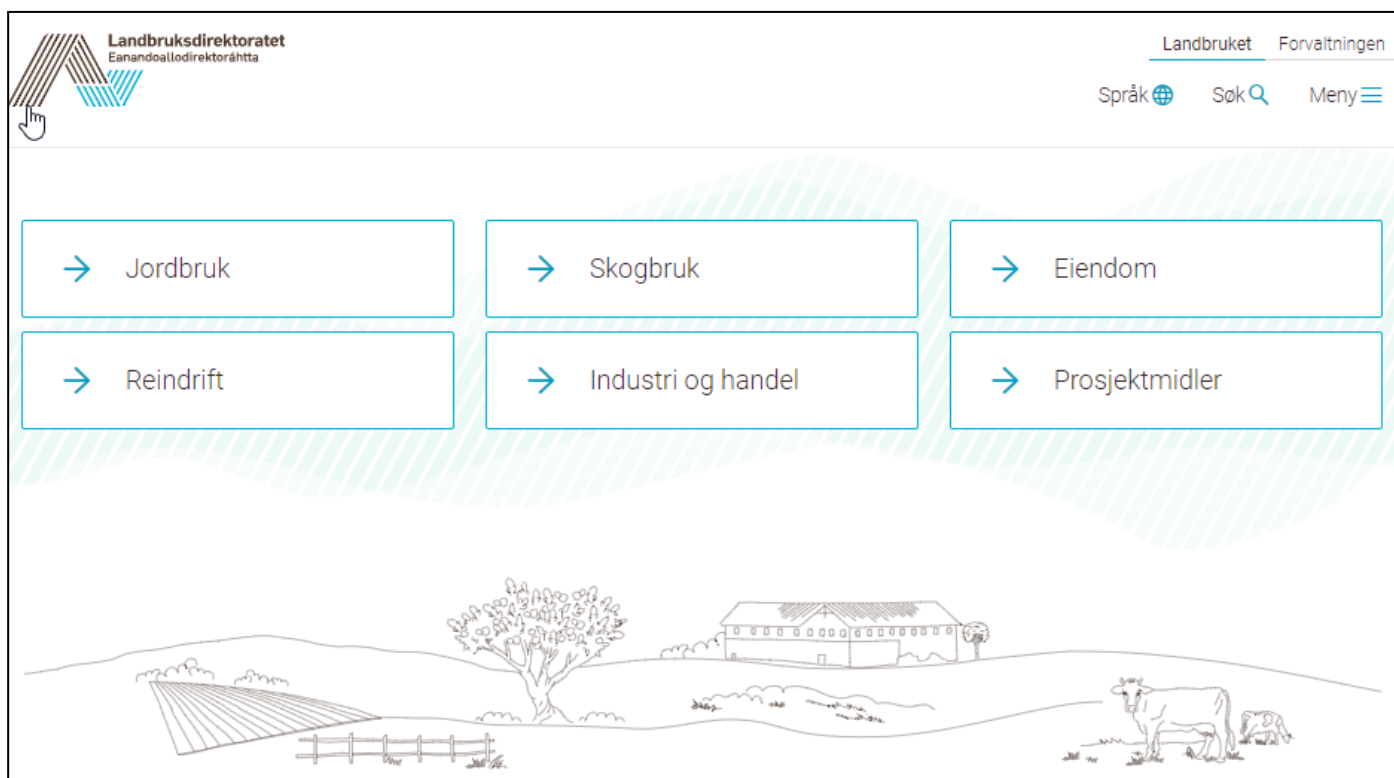 Landbruksdirektoratet
Eanandoallodirektoráhtta
Landbruket Forvaltningen
Språk Søk Meny
Jordbruk Skogbruk Eiendom
Reindrift Industri og handel Prosjektmidler